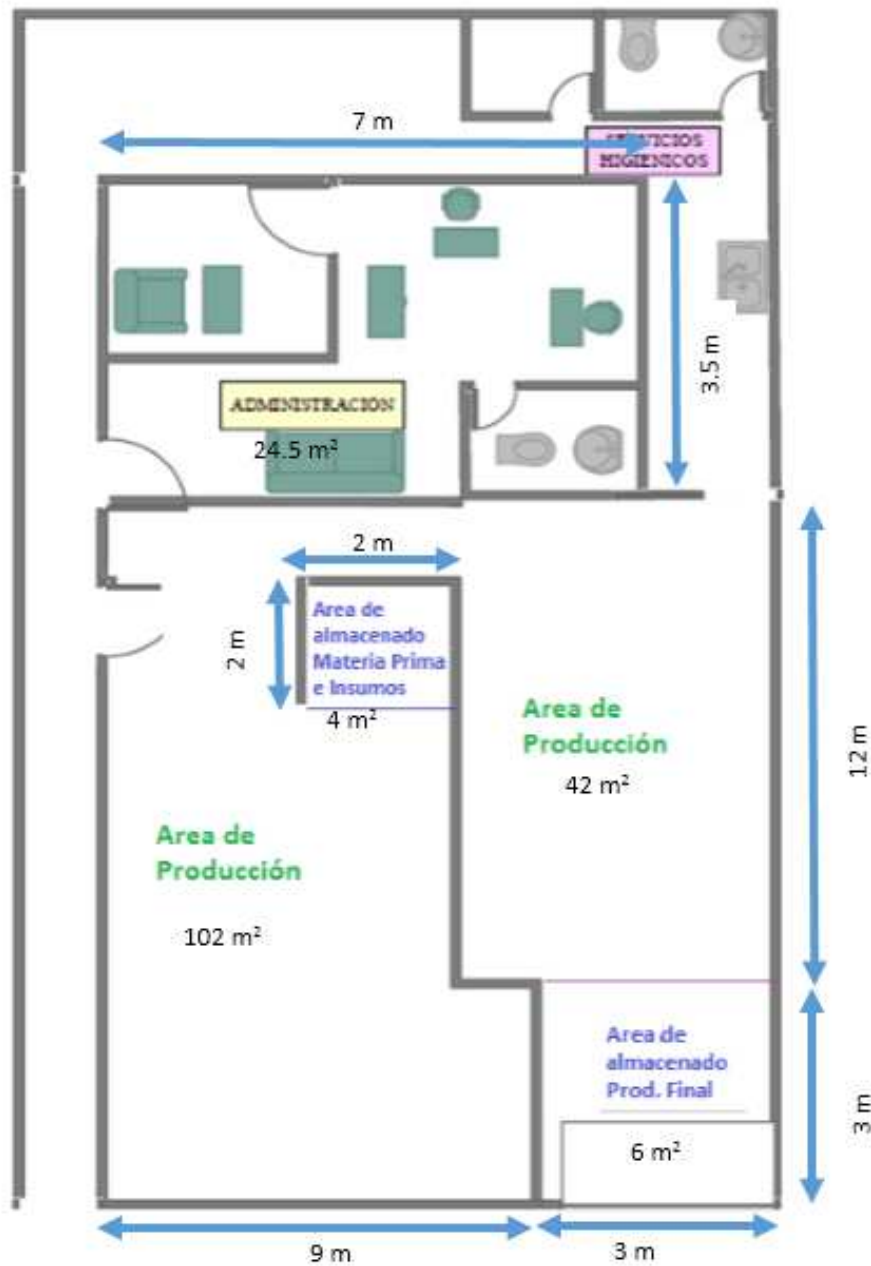 7 m
SERVICIOS
HIGIENICOS
3.5 m
ADMINISTRACION
24.5 m²
2 m
2 m
Area de
almacenado
Materia Prima
e Insumos
4 m²
Area de
Producción
42 m²
12 m
Area de
Producción
102 m²
Area de
almacenado
Prod. Final
3 m
6 m²
9 m
3 m